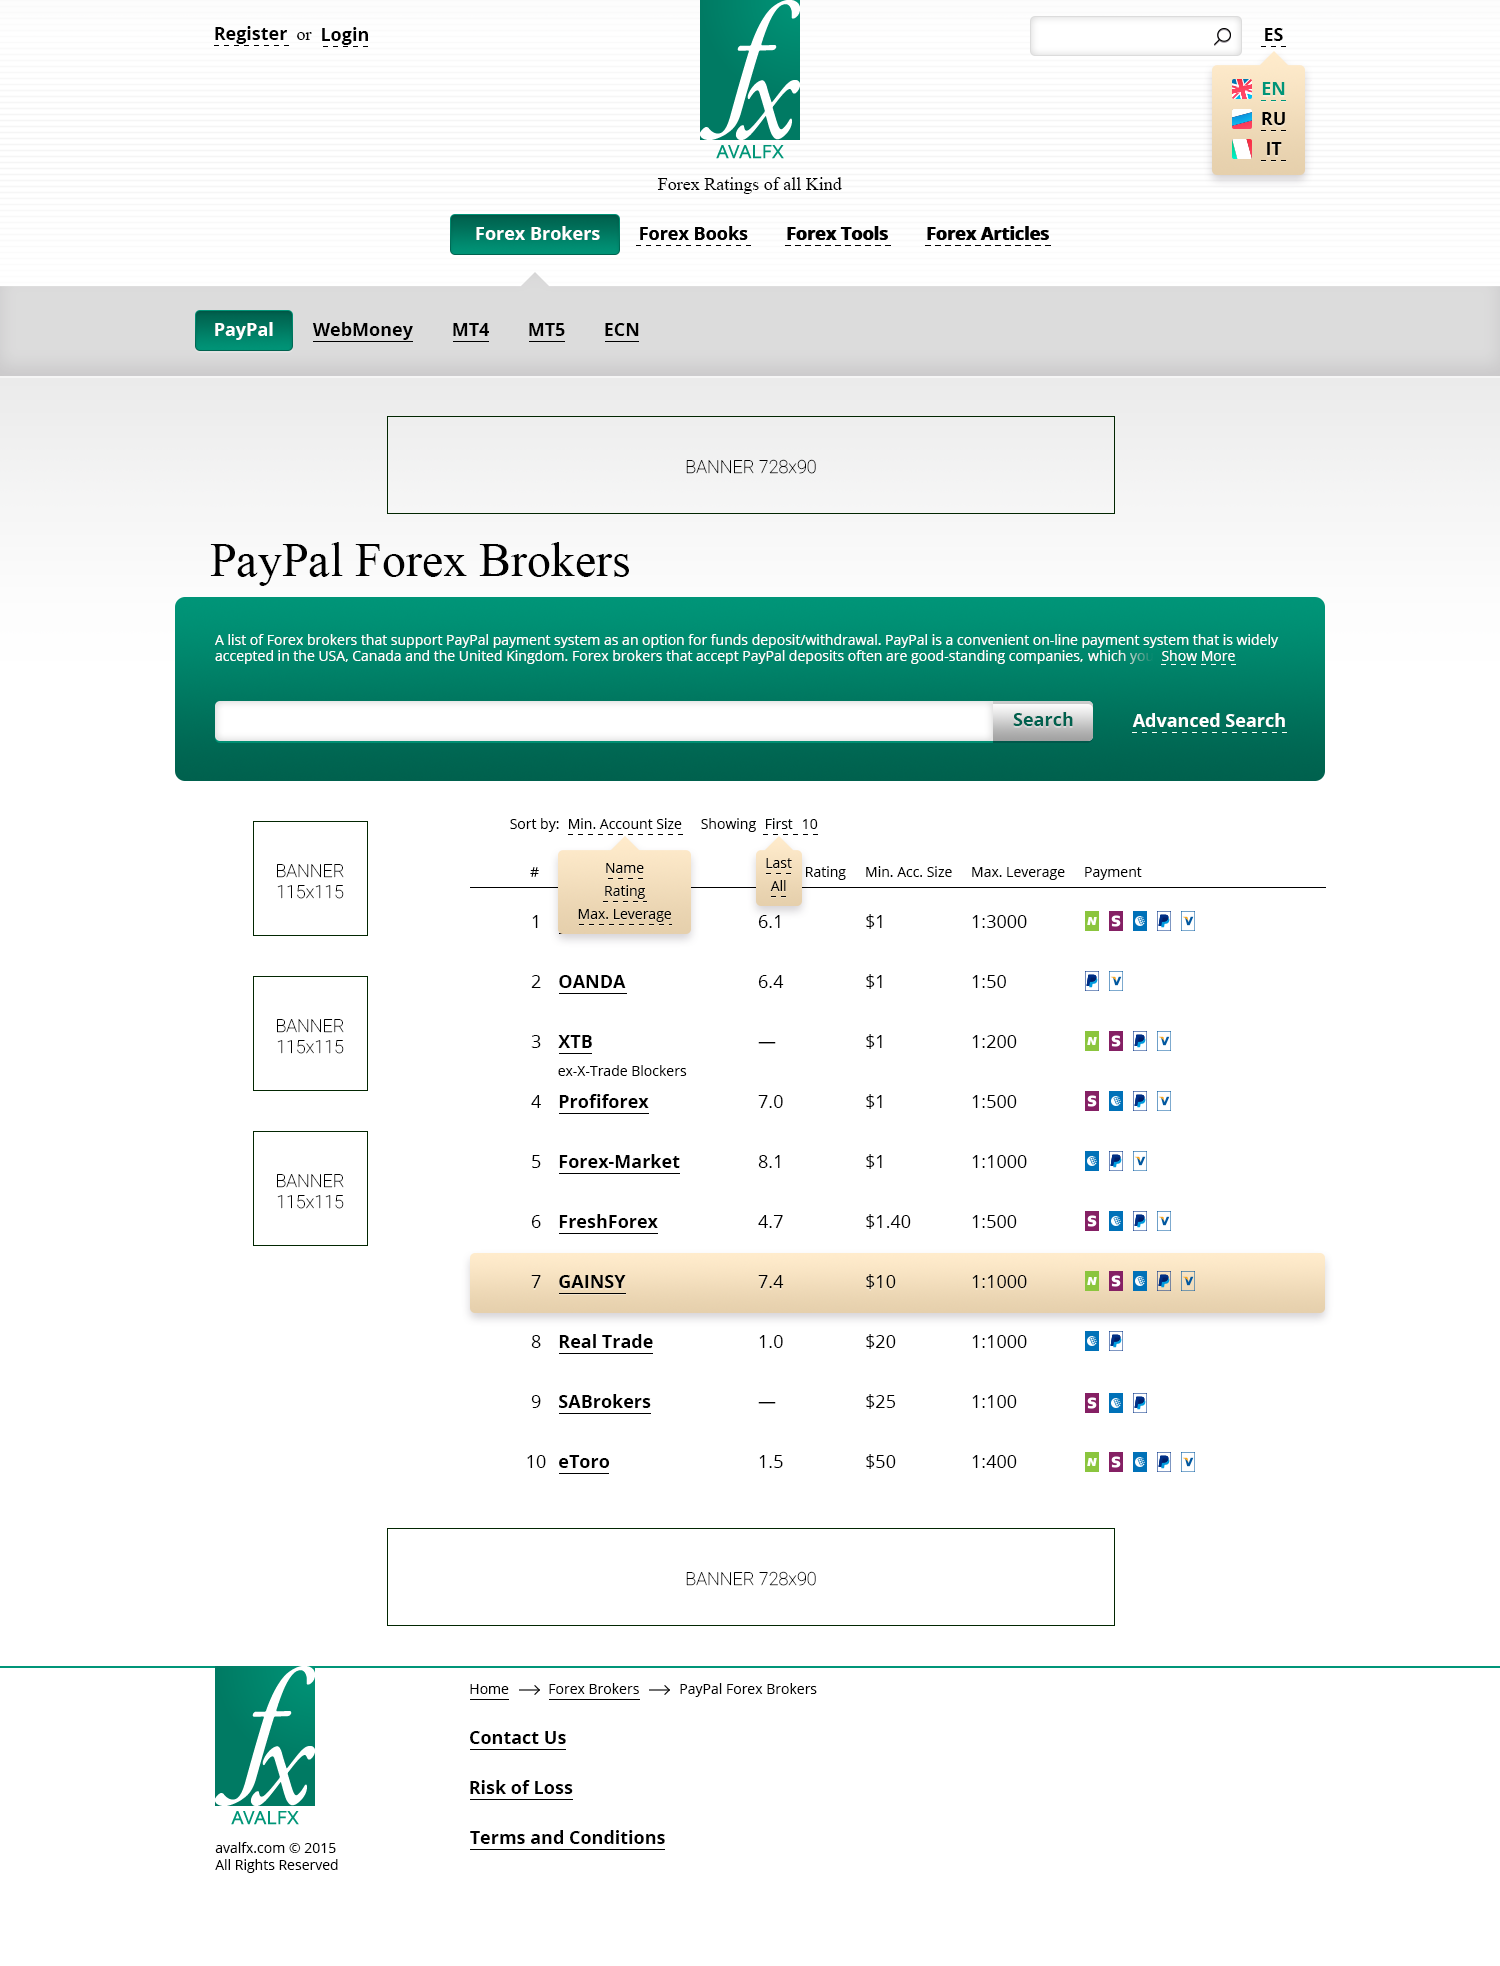 Register or Login
ES
EN
RU
IT
fx
AVALFX
Forex Ratings of all Kind
Forex Brokers Forex Books Forex Tools Forex Articles
PayPal WebMoney MT4 MT5 ECN
BANNER 728x90
PayPal Forex Brokers
A list of Forex brokers that support PayPal payment system as an option for funds deposit/withdrawal. PayPal is a convenient on-line payment system that is widely
accepted in the USA, Canada and the United Kingdom. Forex brokers that accept PayPal deposits often are good-standing companies, which Show More
Search Advanced Search
BANNER
115x115
BANNER
115x115
BANNER
115x115
Sort by: Min. Account Size Showing First 10
Name
Rating
Max. Leverage
Last
All
# Rating Min. Acc. Size Max. Leverage Payment
1 6.1 $1 1:3000
2 OANDA 6.4 $1 1:50
3 XTB — $1 1:200
ex-X-Trade Blockers
4 Profiforex 7.0 $1 1:500
5 Forex-Market 8.1 $1 1:1000
6 FreshForex 4.7 $1.40 1:500
7 GAINSY 7.4 $10 1:1000
8 Real Trade 1.0 $20 1:1000
9 SABrokers — $25 1:100
10 eToro 1.5 $50 1:400
BANNER 728x90
fx
AVALFX
avalfx.com © 2015
All Rights Reserved
Home → Forex Brokers → PayPal Forex Brokers
Contact Us
Risk of Loss
Terms and Conditions